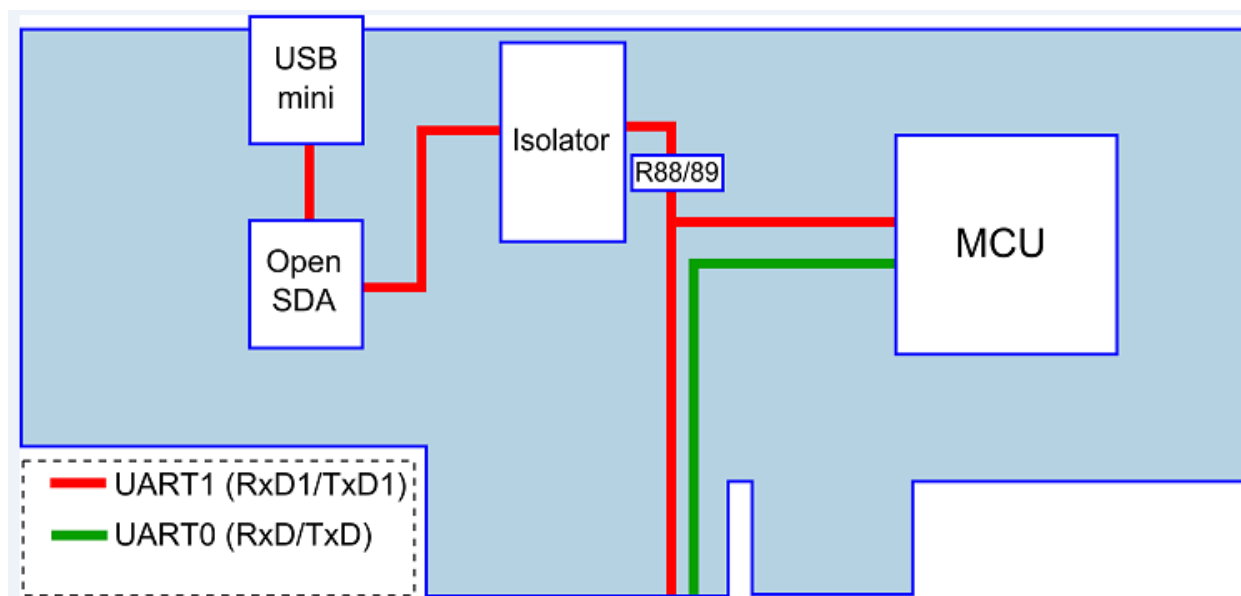 USB
mini
Isolator
R88/89
MCU
Open
SDA
UART1 (RxD1/TxD1)
UART0 (RxD/TxD)